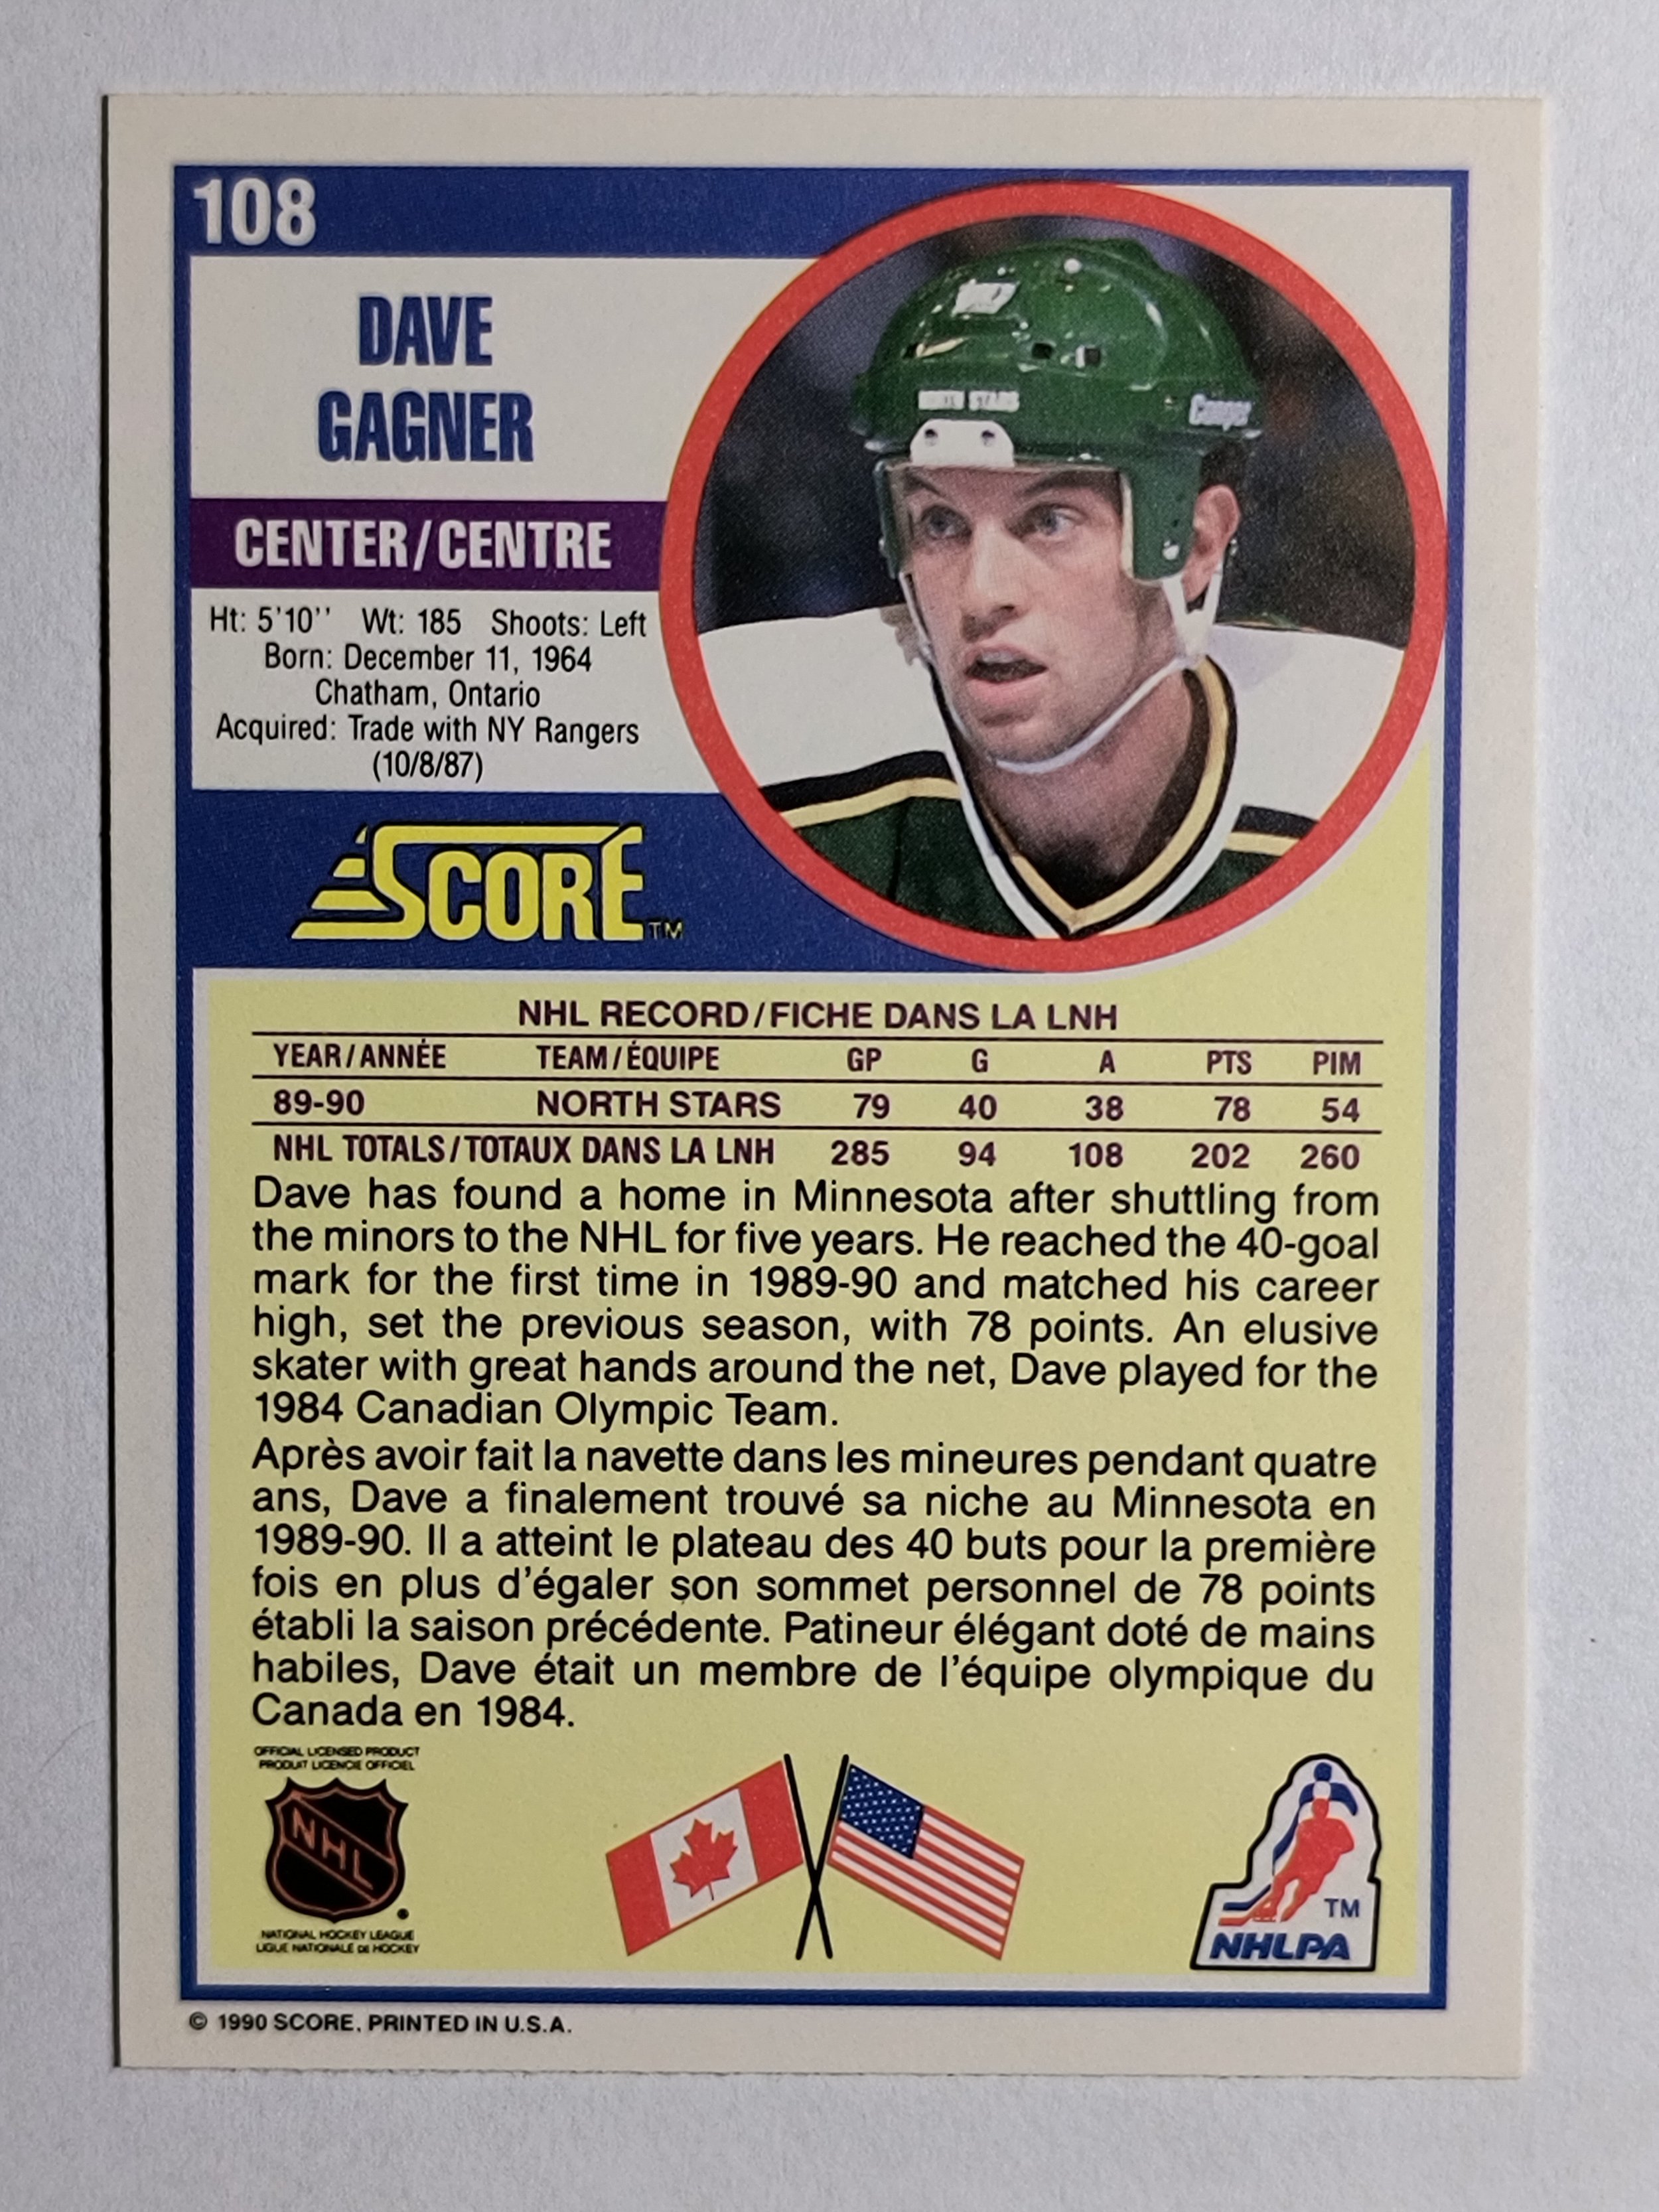 108
DAVE
GAGNER
NORTH STARS
Cooper
CENTER/CENTRE
Ht: 5'10'' Wt: 185 Shoots: Left
Born: December 11, 1964
Chatham, Ontario
Acquired: Trade with NY Rangers
(10/8/87)
SCORE TM
NHL RECORD/FICHE DANS LA LNH
YEAR/ANNÉE TEAM/ÉQUIPE GP G A PTS PIM
89-90 NORTH STARS 79 40 38 78 54
NHL TOTALS/TOTAUX DANS LA LNH 285 94 108 202 260
Dave has found a home in Minnesota after shuttling from
the minors to the NHL for five years. He reached the 40-goal
mark for the first time in 1989-90 and matched his career
high, set the previous season, with 78 points. An elusive
skater with great hands around the net, Dave played for the
1984 Canadian Olympic Team.
Après avoir fait la navette dans les mineures pendant quatre
ans, Dave a finalement trouvé sa niche au Minnesota en
1989-90. Il a atteint le plateau des 40 buts pour la première
fois en plus d'égaler son sommet personnel de 78 points
établi la saison précédente. Patineur élégant doté de mains
habiles, Dave était un membre de l'équipe olympique du
Canada en 1984.
OFFICIAL LICENSED PRODUCT
PRODUIT LICENCIE OFFICIEL
NHL
NATIONAL HOCKEY LEAGUE
LIGUE NATIONALE DE HOCKEY
TM
NHLPA
© 1990 SCORE, PRINTED IN U.S.A.